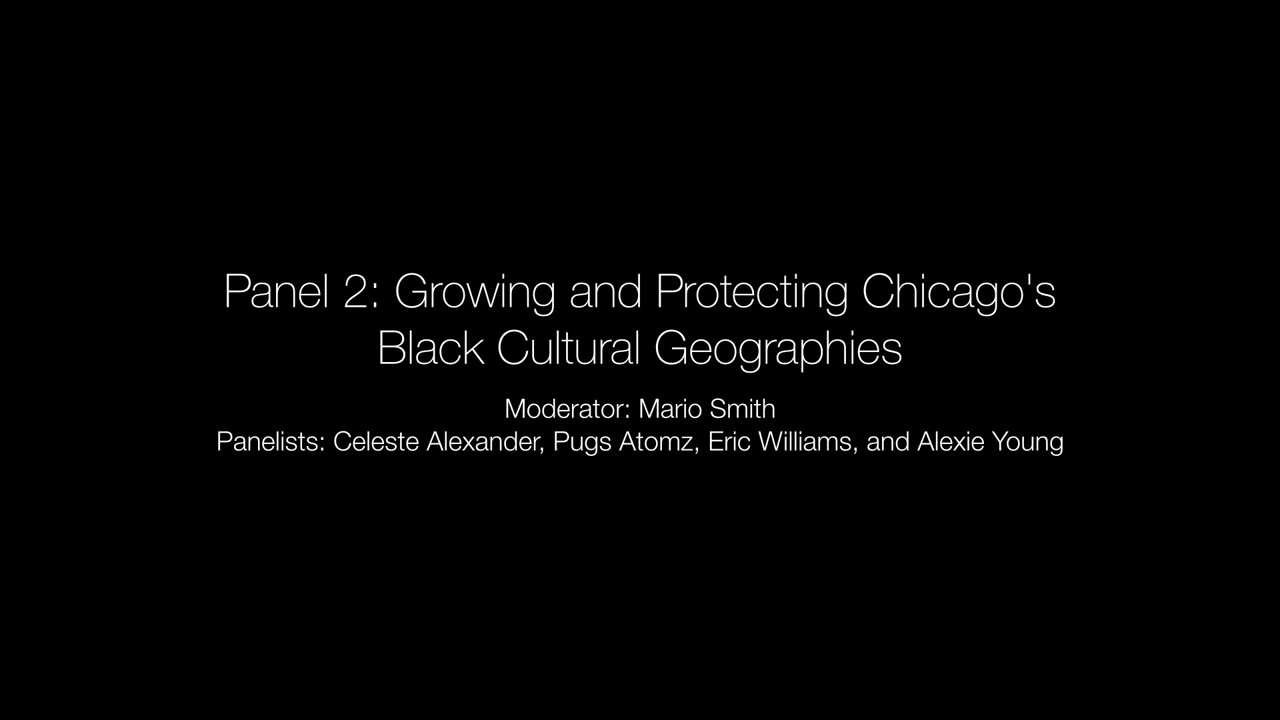 Panel 2: Growing and Protecting Chicago's
Black Cultural Geographies
Moderator: Mario Smith
Panelists: Celeste Alexander, Pugs Atomz, Eric Williams, and Alexie Young